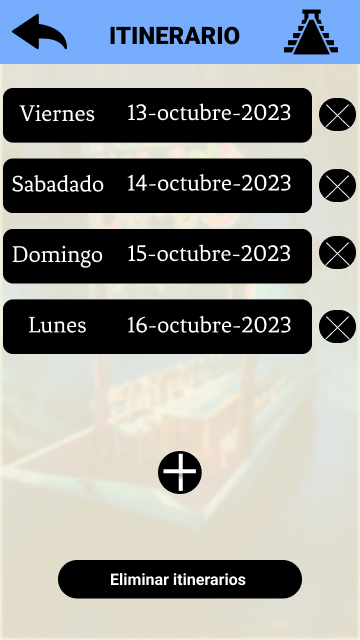 ITINERARIO
Viernes 13-octubre-2023
Sabadado 14-octubre-2023
Domingo 15-octubre-2023
Lunes 16-octubre-2023
Eliminar itinerarios